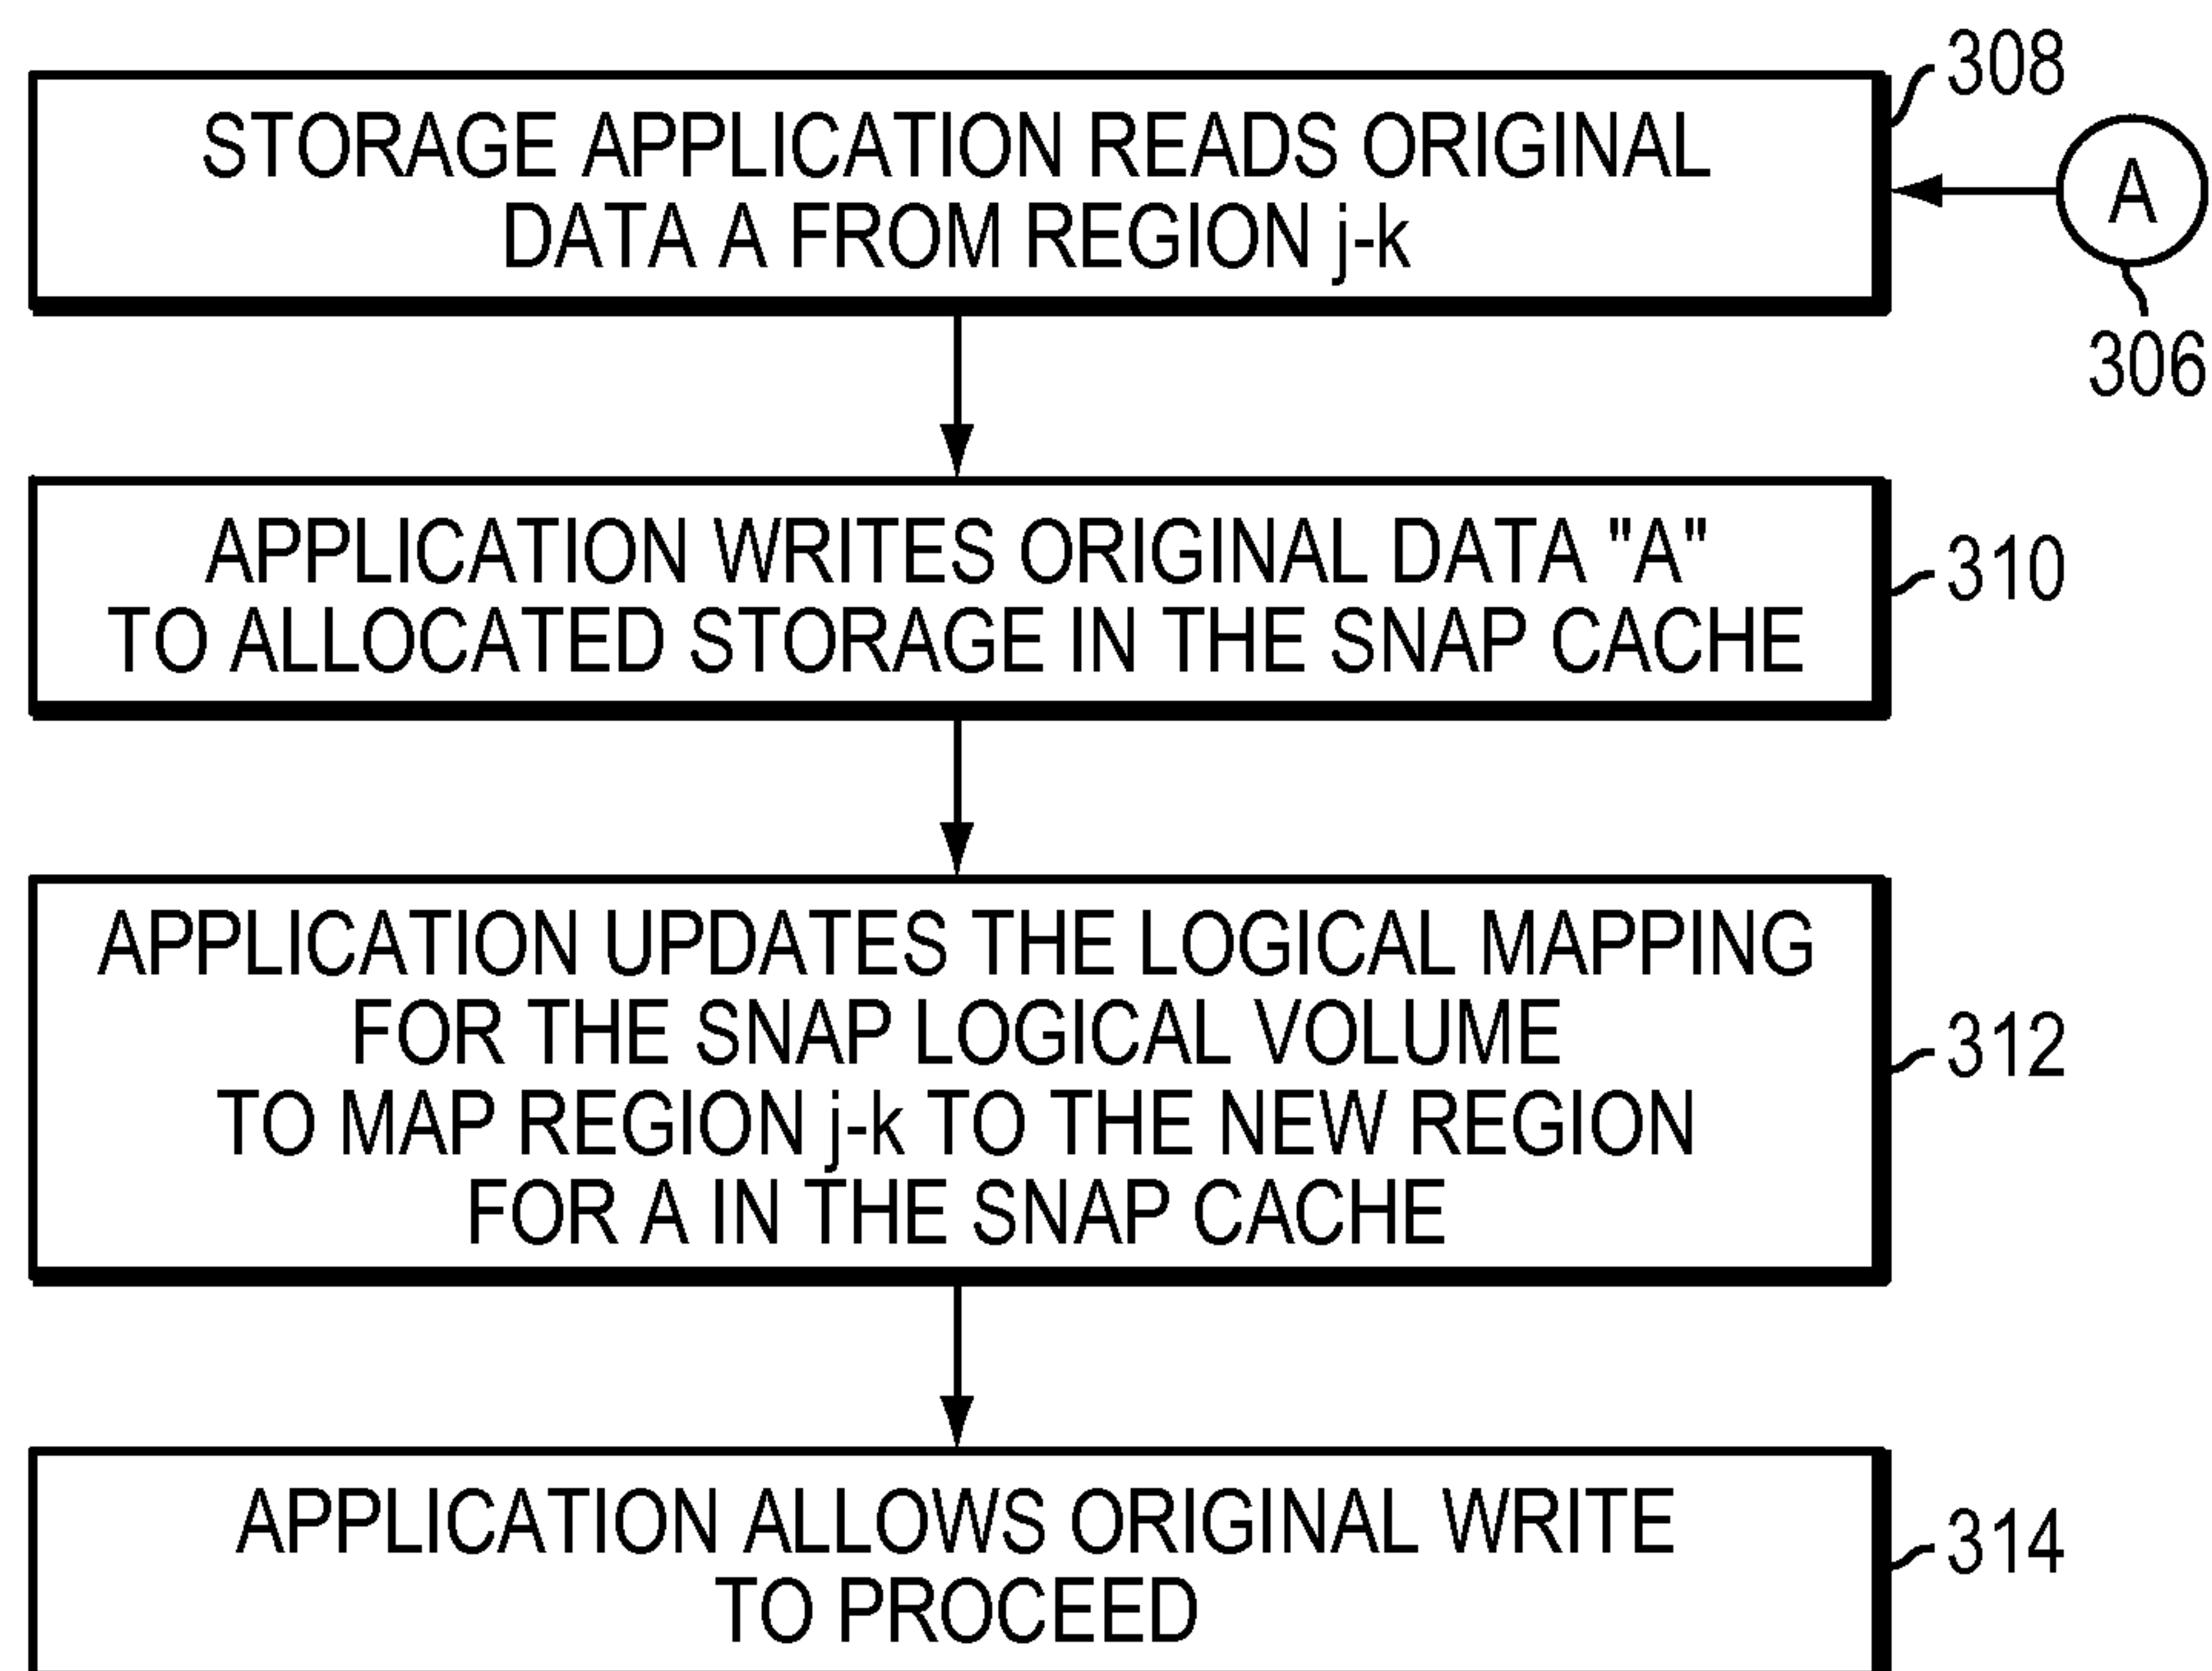 308
STORAGE APPLICATION READS ORIGINAL
DATA A FROM REGION j-k
A
306
APPLICATION WRITES ORIGINAL DATA "A"
TO ALLOCATED STORAGE IN THE SNAP CACHE
310
APPLICATION UPDATES THE LOGICAL MAPPING
FOR THE SNAP LOGICAL VOLUME
TO MAP REGION j-k TO THE NEW REGION
FOR A IN THE SNAP CACHE
312
APPLICATION ALLOWS ORIGINAL WRITE
TO PROCEED
314